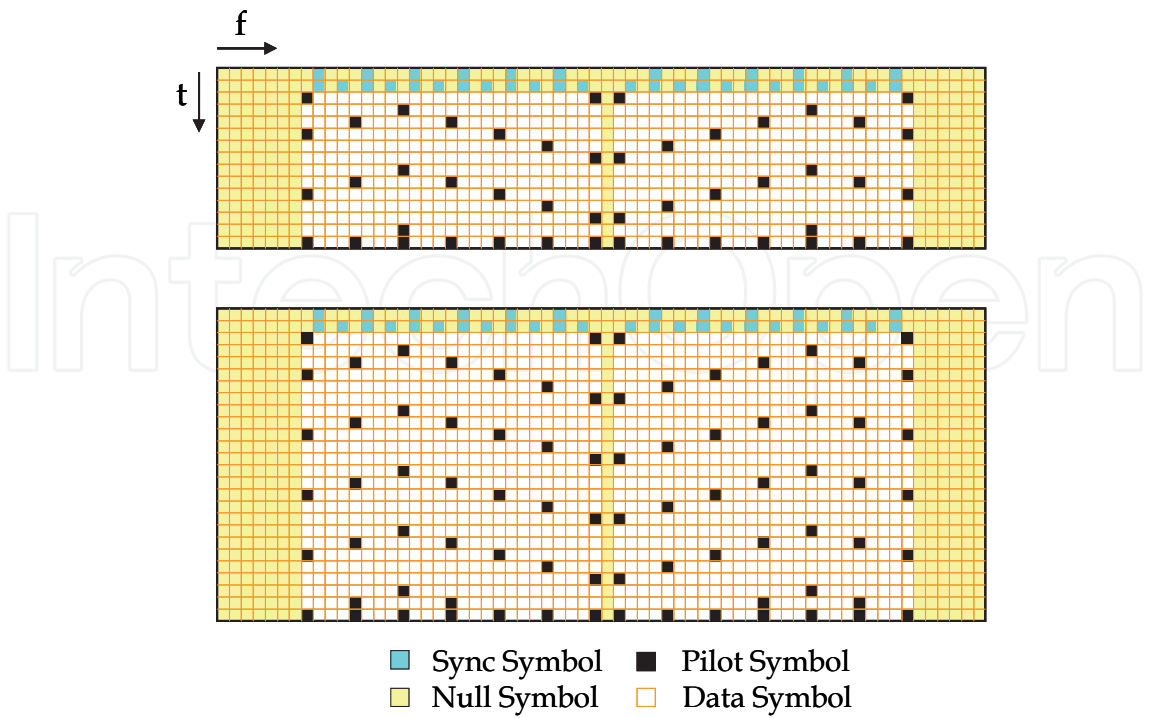 f
t
IntechOpen
Sync Symbol
Pilot Symbol
Null Symbol
Data Symbol